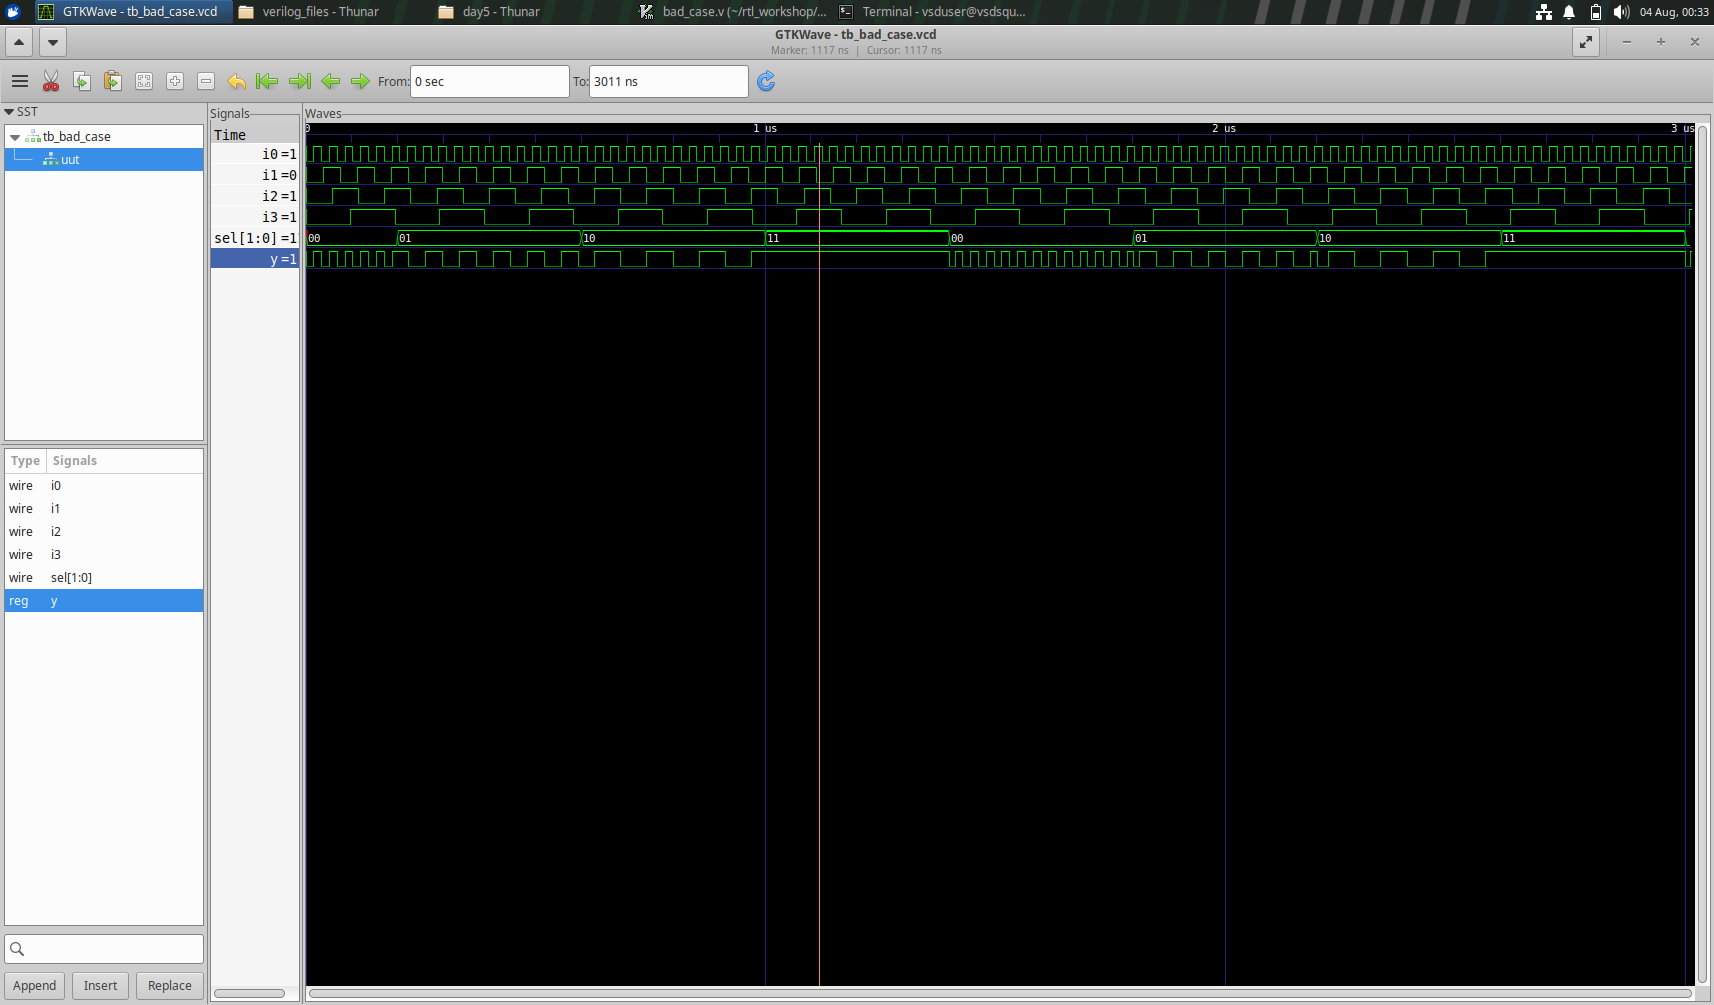 GTKWave - tb_bad_case.vcd
verilog_files - Thunar
day5 - Thunar
bad_case.v (~/rtl_workshop/...
Terminal - vsduser@vsdsqu...
04 Aug, 00:33
GTKWave - tb_bad_case.vcd
Marker: 1117 ns | Cursor: 1117 ns
From: 0 sec To: 3011 ns
SST
tb_bad_case
uut
Type Signals
wire i0
wire i1
wire i2
wire i3
wire sel[1:0]
reg y
Append Insert Replace
Signals
Time
i0 =1
i1 =0
i2 =1
i3 =1
sel[1:0] =1
y =1
Waves
0 1 us 2 us 3 us
00 01 10 11 00 01 10 11